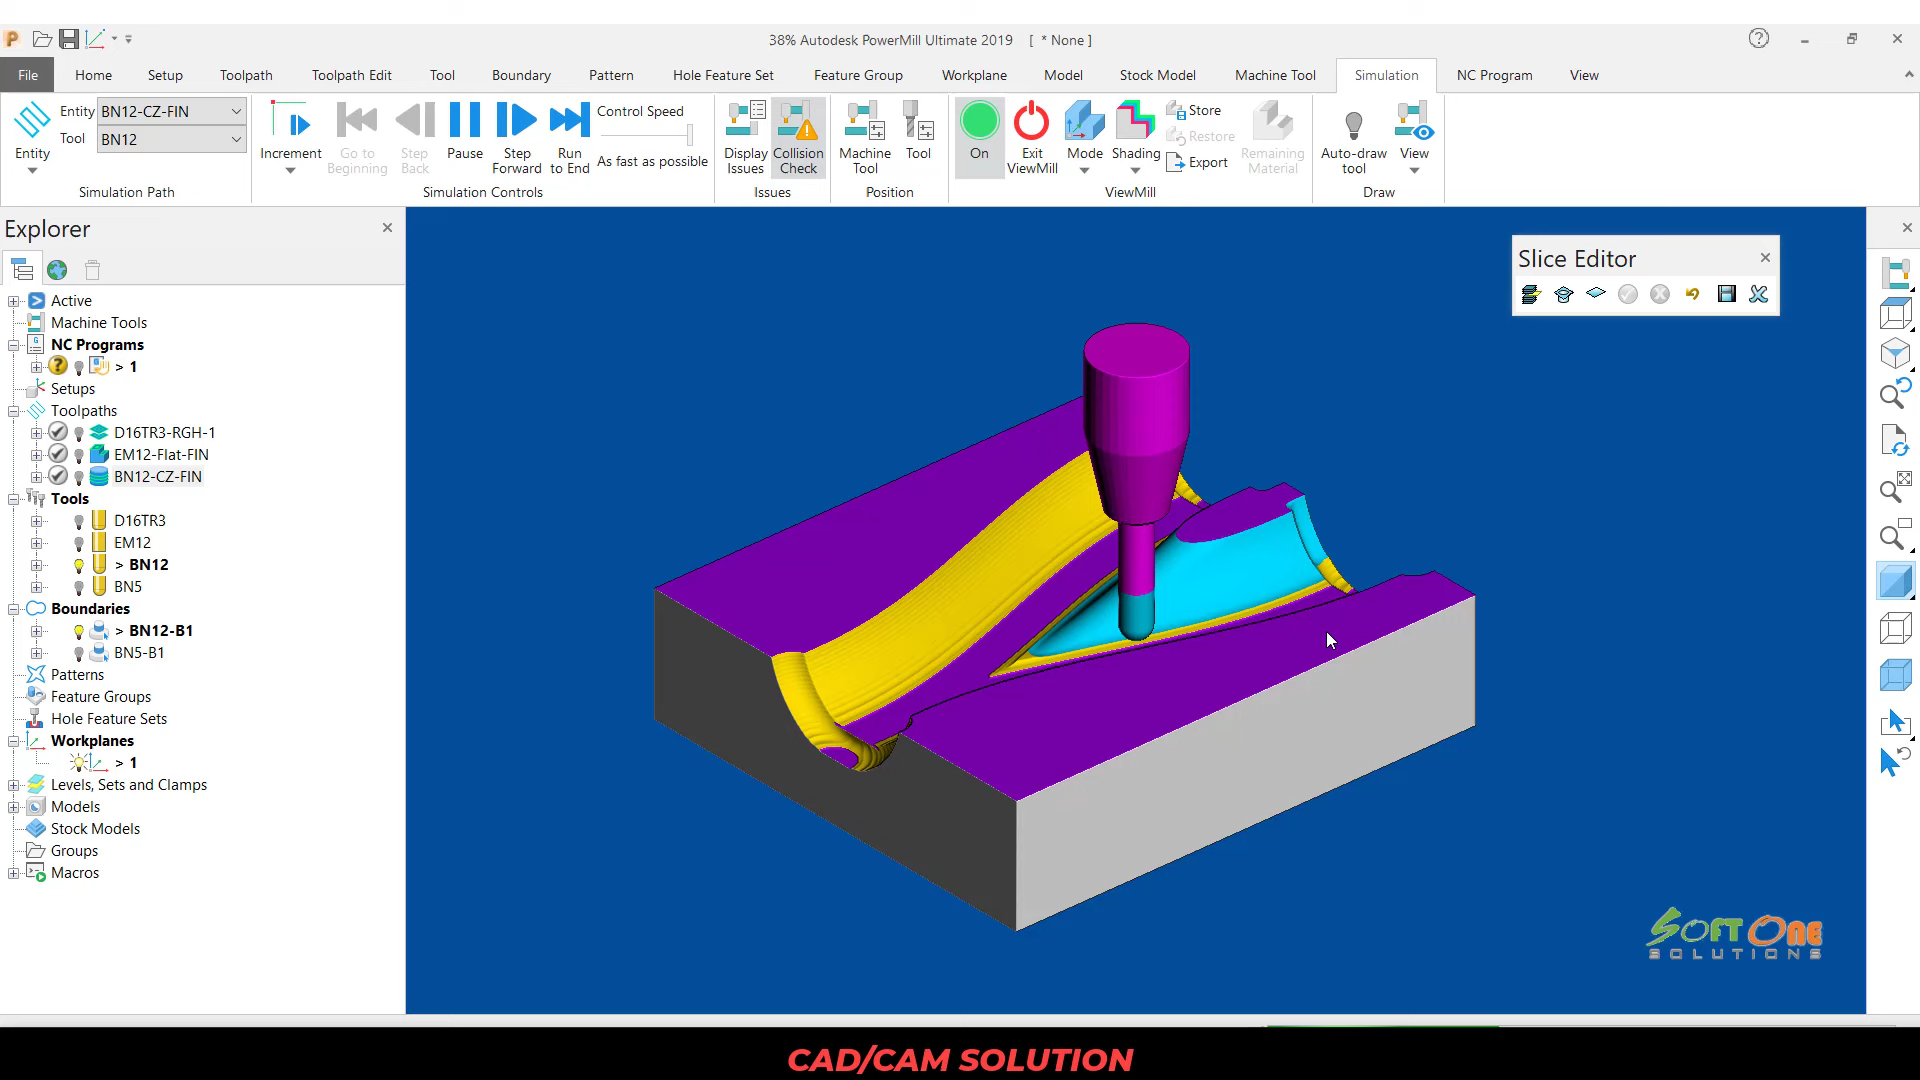 38% Autodesk PowerMill Ultimate 2019 [ * None ]
File Home Setup Toolpath Toolpath Edit Tool Boundary Pattern Hole Feature Set Feature Group Workplane Model Stock Model Machine Tool Simulation NC Program View
Entity
Entity BN12-CZ-FIN
Tool BN12
Simulation Path
Increment
Go to Beginning
Step Back
Pause
Step Forward
Run to End
Control Speed
As fast as possible
Simulation Controls
Display Issues
Collision Check
Issues
Machine Tool
Tool
Position
On
Exit ViewMill
Mode
Shading
Store
Restore
Export
Remaining Material
ViewMill
Auto-draw tool
View
Draw
Explorer
Active
Machine Tools
NC Programs
> 1
Setups
Toolpaths
D16TR3-RGH-1
EM12-Flat-FIN
BN12-CZ-FIN
Tools
D16TR3
EM12
> BN12
BN5
Boundaries
> BN12-B1
BN5-B1
Patterns
Feature Groups
Hole Feature Sets
Workplanes
> 1
Levels, Sets and Clamps
Models
Stock Models
Groups
Macros
Slice Editor
SOFT ONE
SOLUTIONS
CAD/CAM SOLUTION